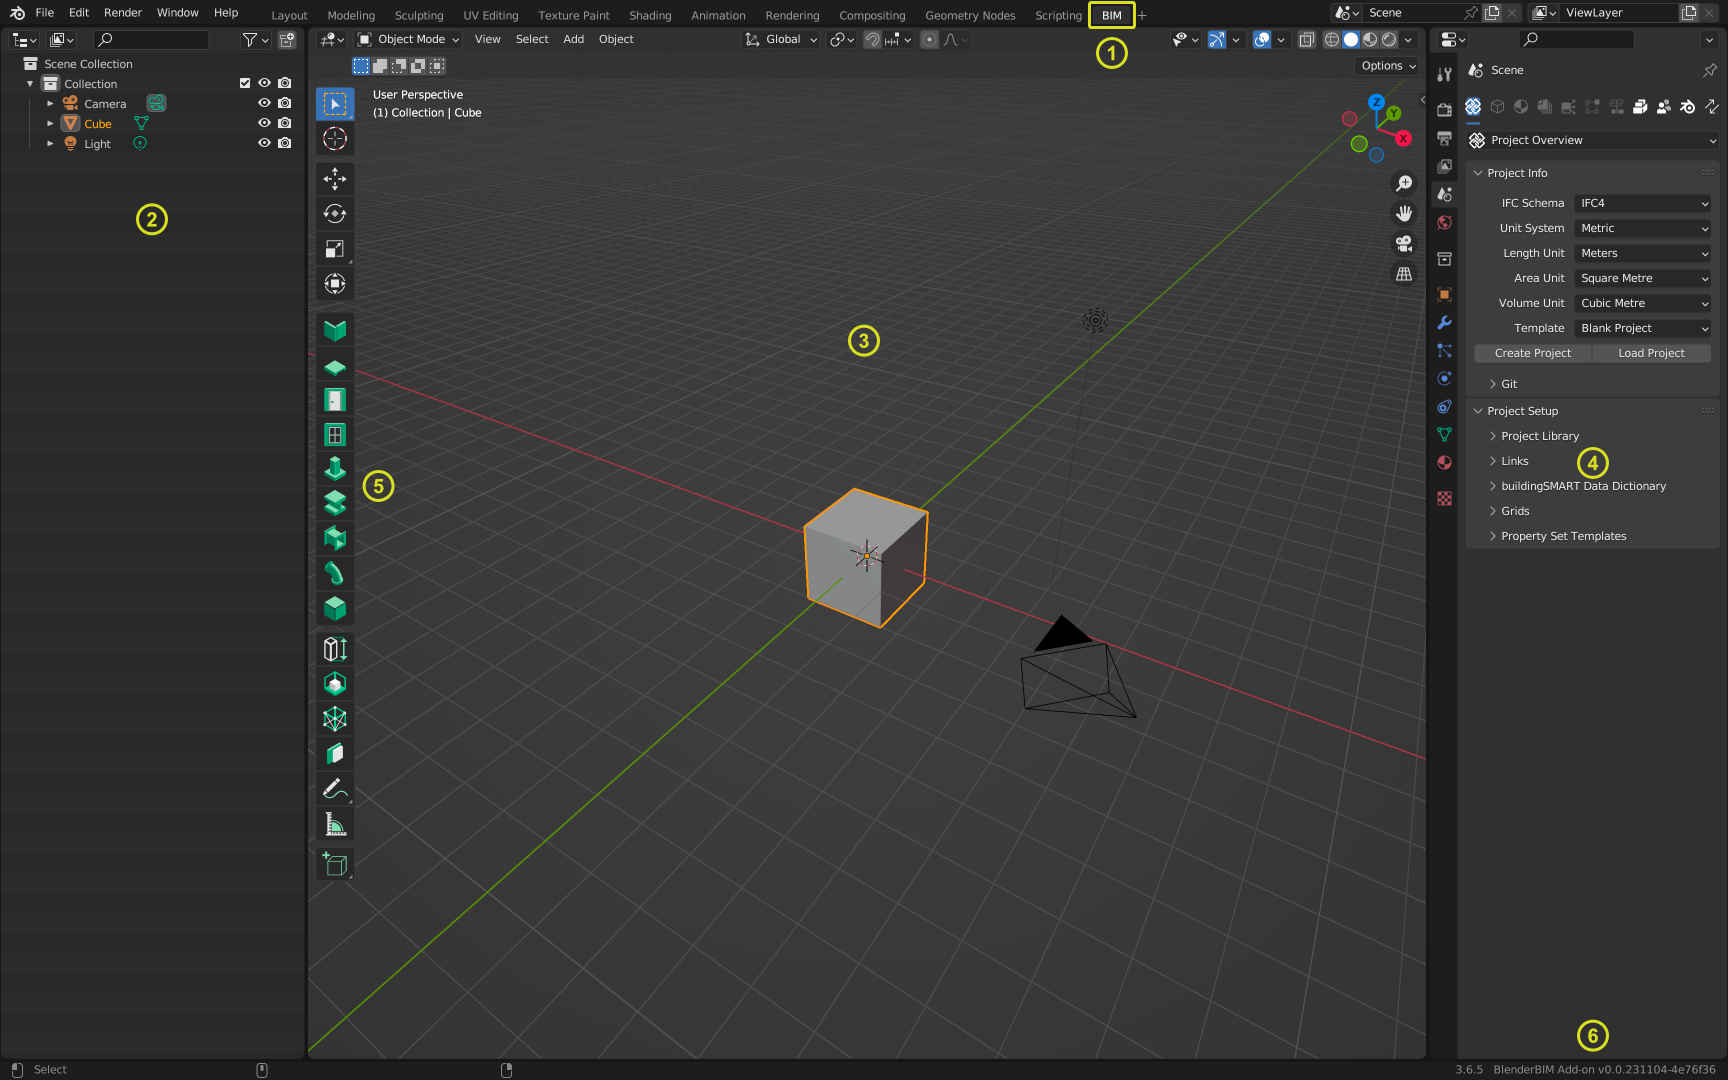 File Edit Render Window Help Layout Modeling Sculpting UV Editing Texture Paint Shading Animation Rendering Compositing Geometry Nodes Scripting BIM + Scene ViewLayer
1
Object Mode View Select Add Object Global
Options
Scene Collection
Collection
Camera
Cube
Light
2
User Perspective
(1) Collection | Cube
Z
Y
X
3
5
Scene
Project Overview
Project Info
IFC Schema IFC4
Unit System Metric
Length Unit Meters
Area Unit Square Metre
Volume Unit Cubic Metre
Template Blank Project
Create Project Load Project
Git
Project Setup
Project Library
Links
4
buildingSMART Data Dictionary
Grids
Property Set Templates
6
Select
3.6.5 BlenderBIM Add-on v0.0.231104-4e76f36